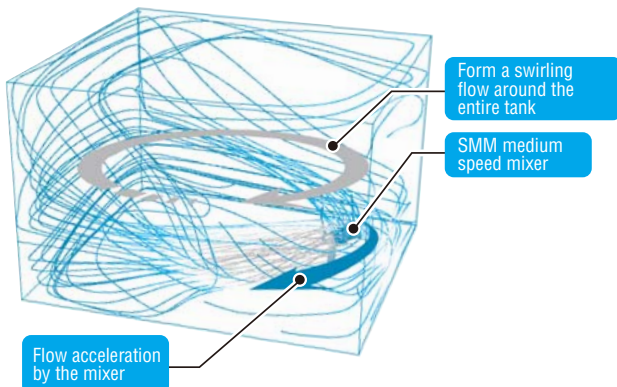 Form a swirling
flow around the
entire tank
SMM medium
speed mixer
Flow acceleration
by the mixer